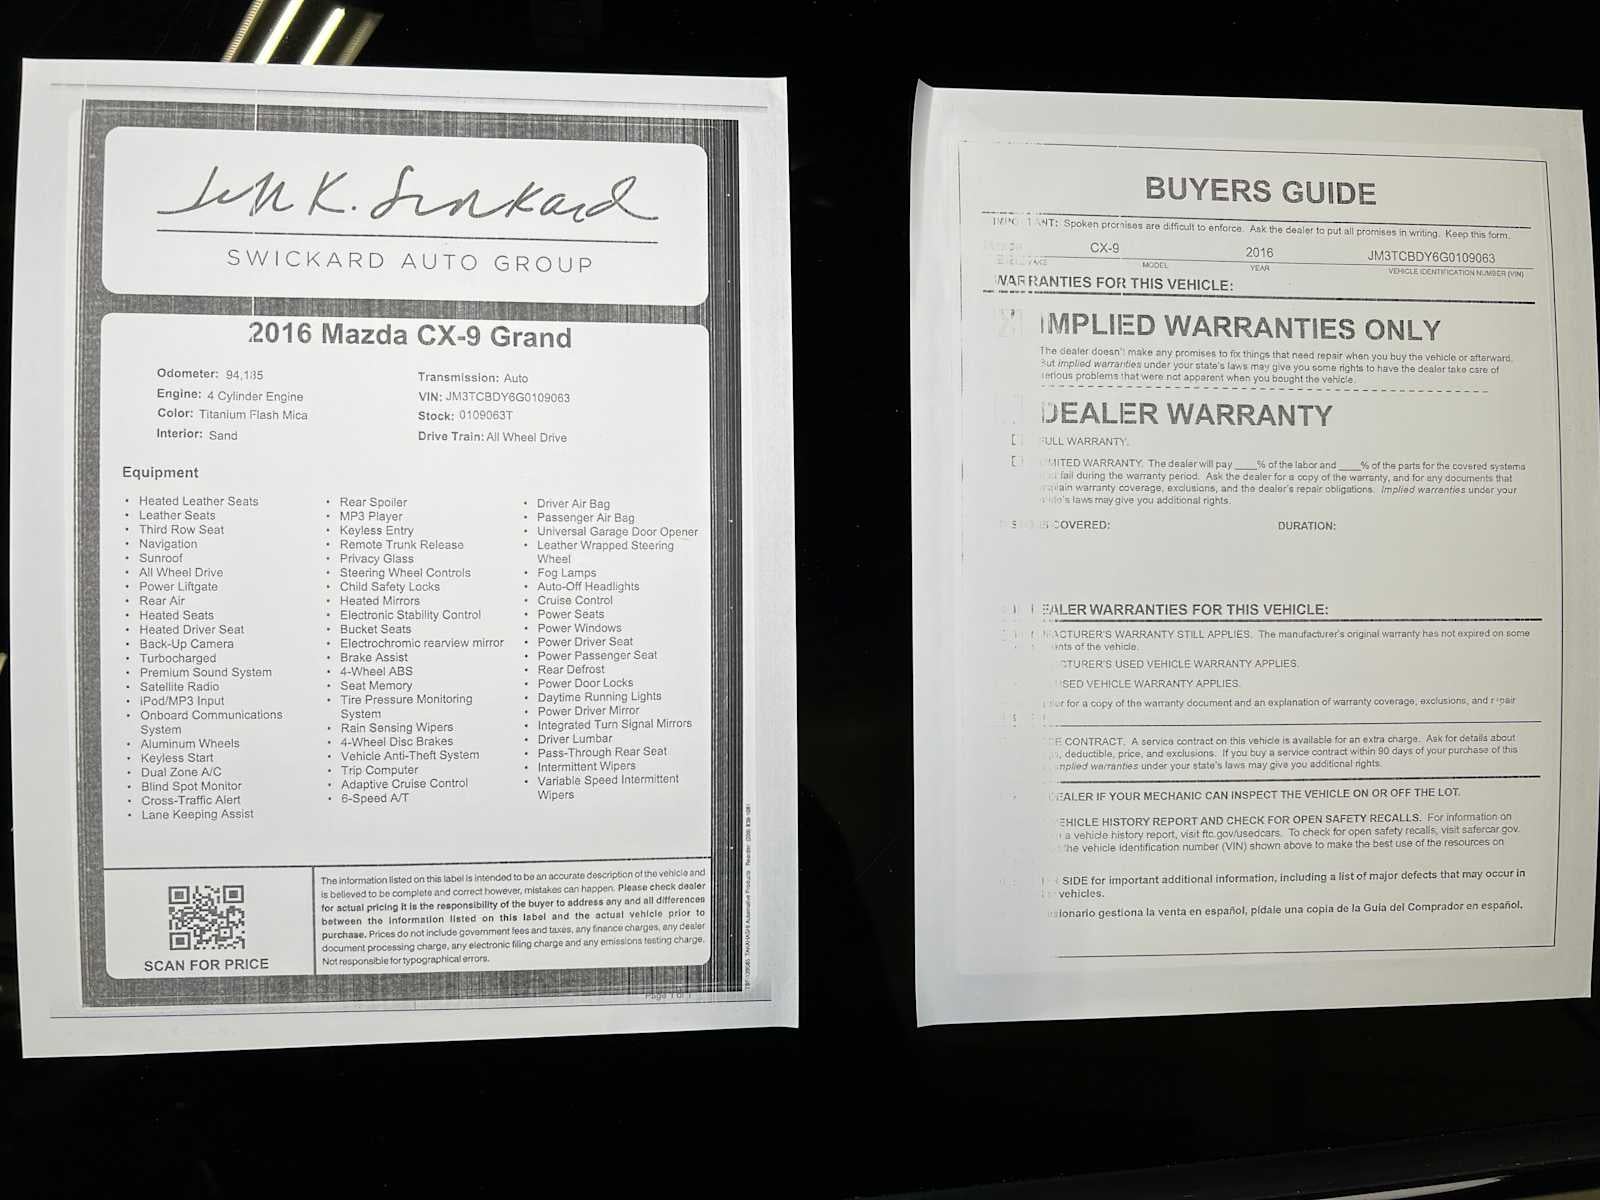 Jeff K. Swickard
SWICKARD AUTO GROUP
2016 Mazda CX-9 Grand
Odometer: 94,185
Engine: 4 Cylinder Engine
Color: Titanium Flash Mica
Interior: Sand
Transmission: Auto
VIN: JM3TCBDY6G0109063
Stock: 0109063T
Drive Train: All Wheel Drive
Equipment
• Heated Leather Seats
• Leather Seats
• Third Row Seat
• Navigation
• Sunroof
• All Wheel Drive
• Power Liftgate
• Rear Air
• Heated Seats
• Heated Driver Seat
• Back-Up Camera
• Turbocharged
• Premium Sound System
• Satellite Radio
• iPod/MP3 Input
• Onboard Communications
System
• Aluminum Wheels
• Keyless Start
• Dual Zone A/C
• Blind Spot Monitor
• Cross-Traffic Alert
• Lane Keeping Assist
• Rear Spoiler
• MP3 Player
• Keyless Entry
• Remote Trunk Release
• Privacy Glass
• Steering Wheel Controls
• Child Safety Locks
• Heated Mirrors
• Electronic Stability Control
• Bucket Seats
• Electrochromic rearview mirror
• Brake Assist
• 4-Wheel ABS
• Seat Memory
• Tire Pressure Monitoring
System
• Rain Sensing Wipers
• 4-Wheel Disc Brakes
• Vehicle Anti-Theft System
• Trip Computer
• Adaptive Cruise Control
• 6-Speed A/T
• Driver Air Bag
• Passenger Air Bag
• Universal Garage Door Opener
• Leather Wrapped Steering
Wheel
• Fog Lamps
• Auto-Off Headlights
• Cruise Control
• Power Seats
• Power Windows
• Power Driver Seat
• Power Passenger Seat
• Rear Defrost
• Power Door Locks
• Daytime Running Lights
• Power Driver Mirror
• Integrated Turn Signal Mirrors
• Driver Lumbar
• Pass-Through Rear Seat
• Intermittent Wipers
• Variable Speed Intermittent
Wipers
SCAN FOR PRICE
The information listed on this label is intended to be an accurate description of the vehicle and
is believed to be complete and correct however, mistakes can happen. Please check dealer
for actual pricing it is the responsibility of the buyer to address any and all differences
between the information listed on this label and the actual vehicle prior to
purchase. Prices do not include government fees and taxes, any finance charges, any dealer
document processing charge, any electronic filing charge and any emissions testing charge.
Not responsible for typographical errors.
Page 1 of 1
BUYERS GUIDE
IMPORTANT: Spoken promises are difficult to enforce. Ask the dealer to put all promises in writing. Keep this form.
CX-9 2016 JM3TCBDY6G0109063
MODEL YEAR VEHICLE IDENTIFICATION NUMBER (VIN)
WARRANTIES FOR THIS VEHICLE:
IMPLIED WARRANTIES ONLY
The dealer doesn't make any promises to fix things that need repair when you buy the vehicle or afterward.
But implied warranties under your state's laws may give you some rights to have the dealer take care of
serious problems that were not apparent when you bought the vehicle.
DEALER WARRANTY
FULL WARRANTY.
MITED WARRANTY. The dealer will pay ____% of the labor and ____% of the parts for the covered systems
fail during the warranty period. Ask the dealer for a copy of the warranty, and for any documents that
plain warranty coverage, exclusions, and the dealer's repair obligations. Implied warranties under your
laws may give you additional rights.
COVERED: DURATION:
EALER WARRANTIES FOR THIS VEHICLE:
ACTURER'S WARRANTY STILL APPLIES. The manufacturer's original warranty has not expired on some
nts of the vehicle.
CTURER'S USED VEHICLE WARRANTY APPLIES.
USED VEHICLE WARRANTY APPLIES.
for a copy of the warranty document and an explanation of warranty coverage, exclusions, and repair
CE CONTRACT. A service contract on this vehicle is available for an extra charge. Ask for details about
deductible, price, and exclusions. If you buy a service contract within 90 days of your purchase of this
implied warranties under your state's laws may give you additional rights.
DEALER IF YOUR MECHANIC CAN INSPECT THE VEHICLE ON OR OFF THE LOT.
EHICLE HISTORY REPORT AND CHECK FOR OPEN SAFETY RECALLS. For information on
a vehicle history report, visit ftc.gov/usedcars. To check for open safety recalls, visit safercar.gov.
the vehicle identification number (VIN) shown above to make the best use of the resources on
SIDE for important additional information, including a list of major defects that may occur in
vehicles.
sionario gestiona la venta en español, pídale una copia de la Guía del Comprador en español.